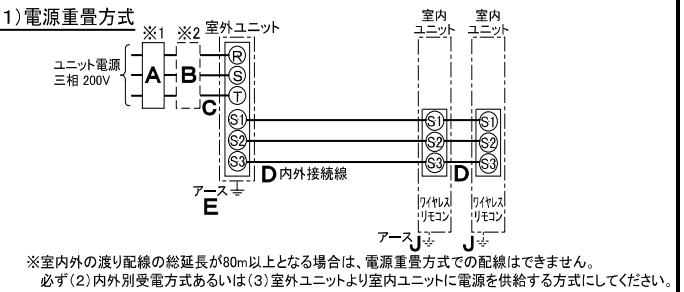 1)電源重畳方式
※1 ※2 室外ユニット
室内ユニット 室内ユニット
ユニット電源
三相 200V
A B C
R
S
T
S1 S1 S1
S2 S2 S2
S3 S3 S3
D 内外接続線 D
アース
E
ワイヤレスリモコン ワイヤレスリモコン
アース J J
※室内外の渡り配線の総延長が80m以上となる場合は、電源重畳方式での配線はできません。
必ず(2)内外別受電方式あるいは(3)室外ユニットより室内ユニットに電源を供給する方式にしてください。